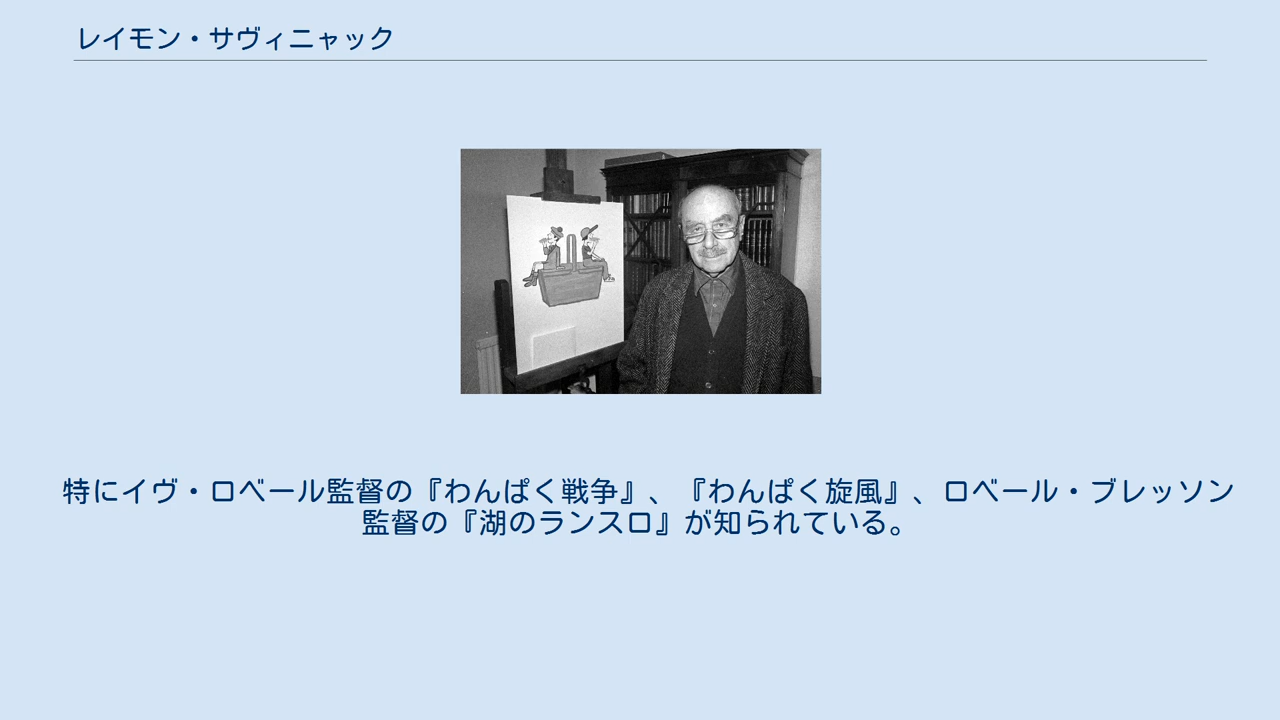 レイモン・サヴィニャック
特にイヴ・ロベール監督の『わんぱく戦争』、『わんぱく旋風』、ロベール・ブレッソン
監督の『湖のランスロ』が知られている。